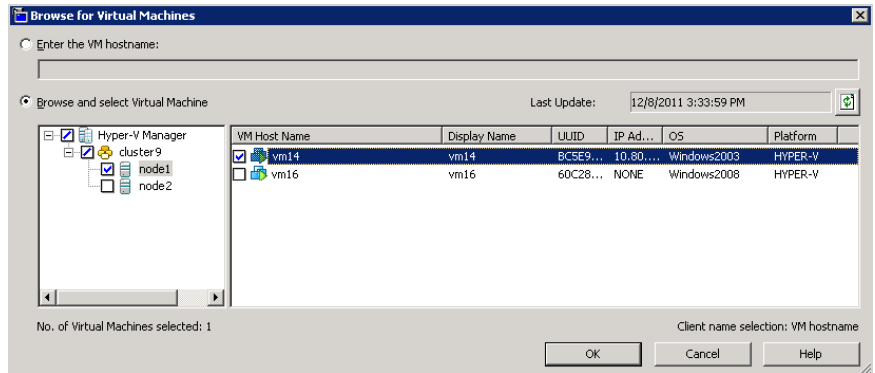 Browse for Virtual Machines
Enter the VM hostname:
Browse and select Virtual Machine Last Update: 12/8/2011 3:33:59 PM
Hyper-V Manager
cluster9
node1
node2
VM Host Name Display Name UUID IP Ad... OS Platform
vm14 vm14 BC5E9... 10.80.... Windows2003 HYPER-V
vm16 vm16 60C28... NONE Windows2008 HYPER-V
No. of Virtual Machines selected: 1 Client name selection: VM hostname
OK Cancel Help